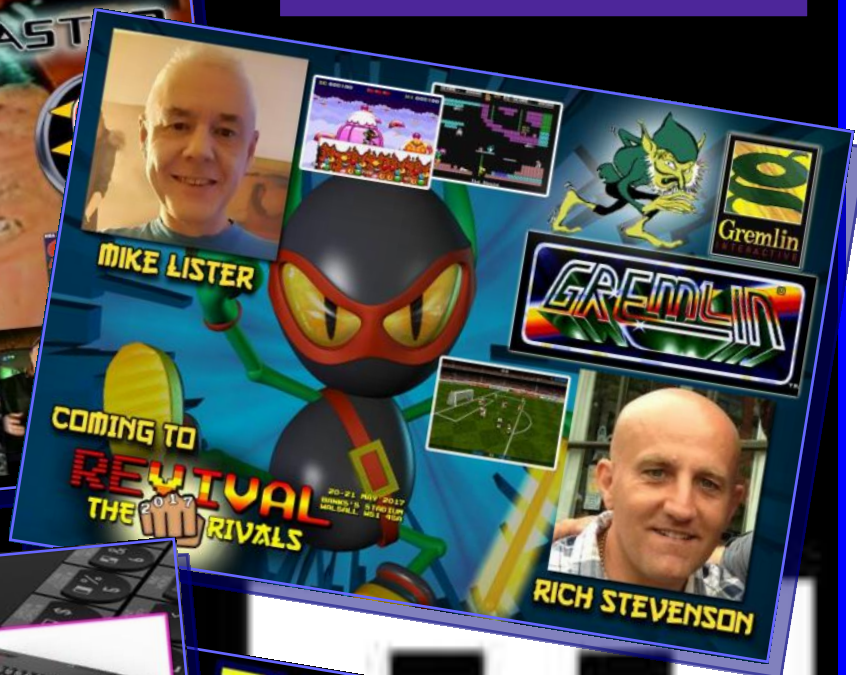 MIKE LISTER
Gremlin
INTERACTIVE
GREMLIN
COMING TO
REVIVAL
2017
THE RIVALS
20-21 MAY 2017
BANKS'S STADIUM
WALSALL WS1 4SA
RICH STEVENSON